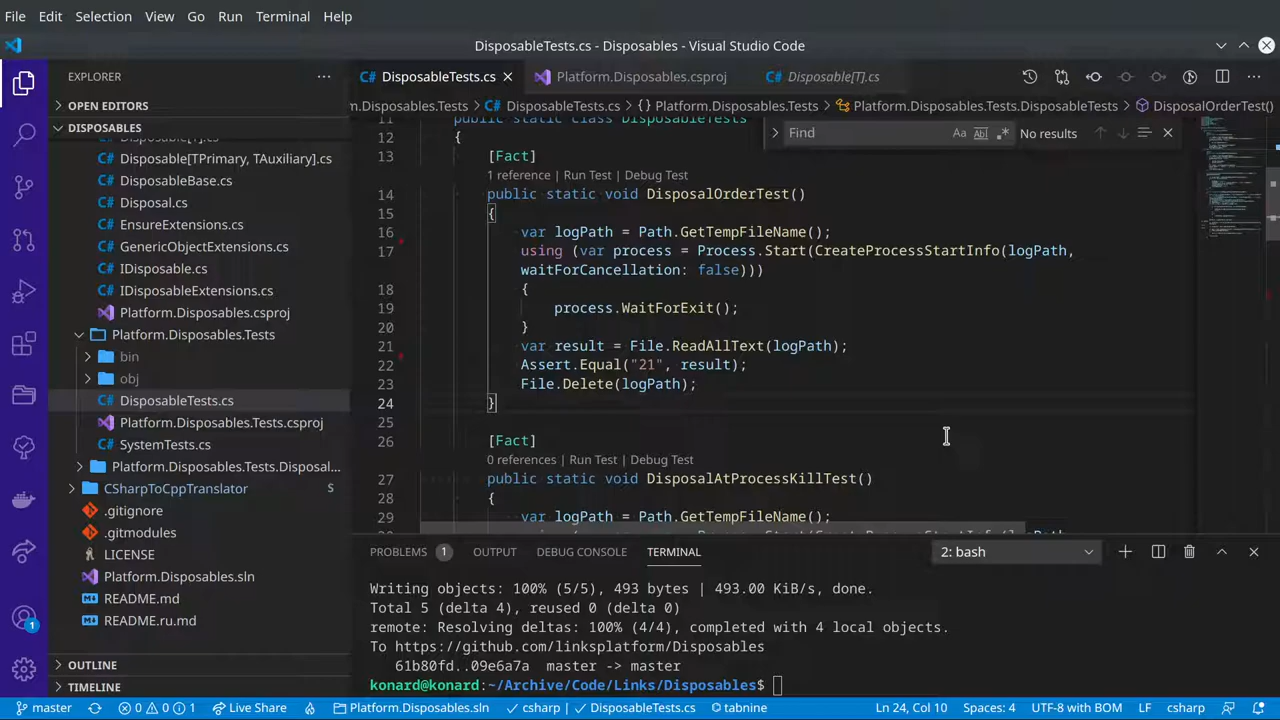 File Edit Selection View Go Run Terminal Help
DisposableTests.cs - Disposables - Visual Studio Code
EXPLORER
OPEN EDITORS
DISPOSABLES
Disposable[T].cs
Disposable[TPrimary, TAuxiliary].cs
DisposableBase.cs
Disposal.cs
EnsureExtensions.cs
GenericObjectExtensions.cs
IDisposable.cs
IDisposableExtensions.cs
Platform.Disposables.csproj
Platform.Disposables.Tests
bin
obj
DisposableTests.cs
Platform.Disposables.Tests.csproj
SystemTests.cs
Platform.Disposables.Tests.Disposal...
CSharpToCppTranslator S
.gitignore
.gitmodules
LICENSE
Platform.Disposables.sln
README.md
README.ru.md
OUTLINE
TIMELINE
DisposableTests.cs Platform.Disposables.csproj Disposable[T].cs
m.Disposables.Tests > DisposableTests.cs > {} Platform.Disposables.Tests > Platform.Disposables.Tests.DisposableTests > DisposalOrderTest()
Find Aa Ab No results
11 public static class DisposableTests
12 {
13 [Fact]
1 reference | Run Test | Debug Test
14 public static void DisposalOrderTest()
15 {
16 var logPath = Path.GetTempFileName();
17 using (var process = Process.Start(CreateProcessStartInfo(logPath,
waitForCancellation: false)))
18 {
19 process.WaitForExit();
20 }
21 var result = File.ReadAllText(logPath);
22 Assert.Equal("21", result);
23 File.Delete(logPath);
24 }
25
26 [Fact]
0 references | Run Test | Debug Test
27 public static void DisposalAtProcessKillTest()
28 {
29 var logPath = Path.GetTempFileName();
PROBLEMS 1 OUTPUT DEBUG CONSOLE TERMINAL 2: bash
Writing objects: 100% (5/5), 493 bytes | 493.00 KiB/s, done.
Total 5 (delta 4), reused 0 (delta 0)
remote: Resolving deltas: 100% (4/4), completed with 4 local objects.
To https://github.com/linksplatform/Disposables
61b80fd..09e6a7a master -> master
konard@konard:~/Archive/Code/Links/Disposables$
1
master 0 0 1 Live Share Platform.Disposables.sln csharp DisposableTests.cs tabnine Ln 24, Col 10 Spaces: 4 UTF-8 with BOM LF csharp